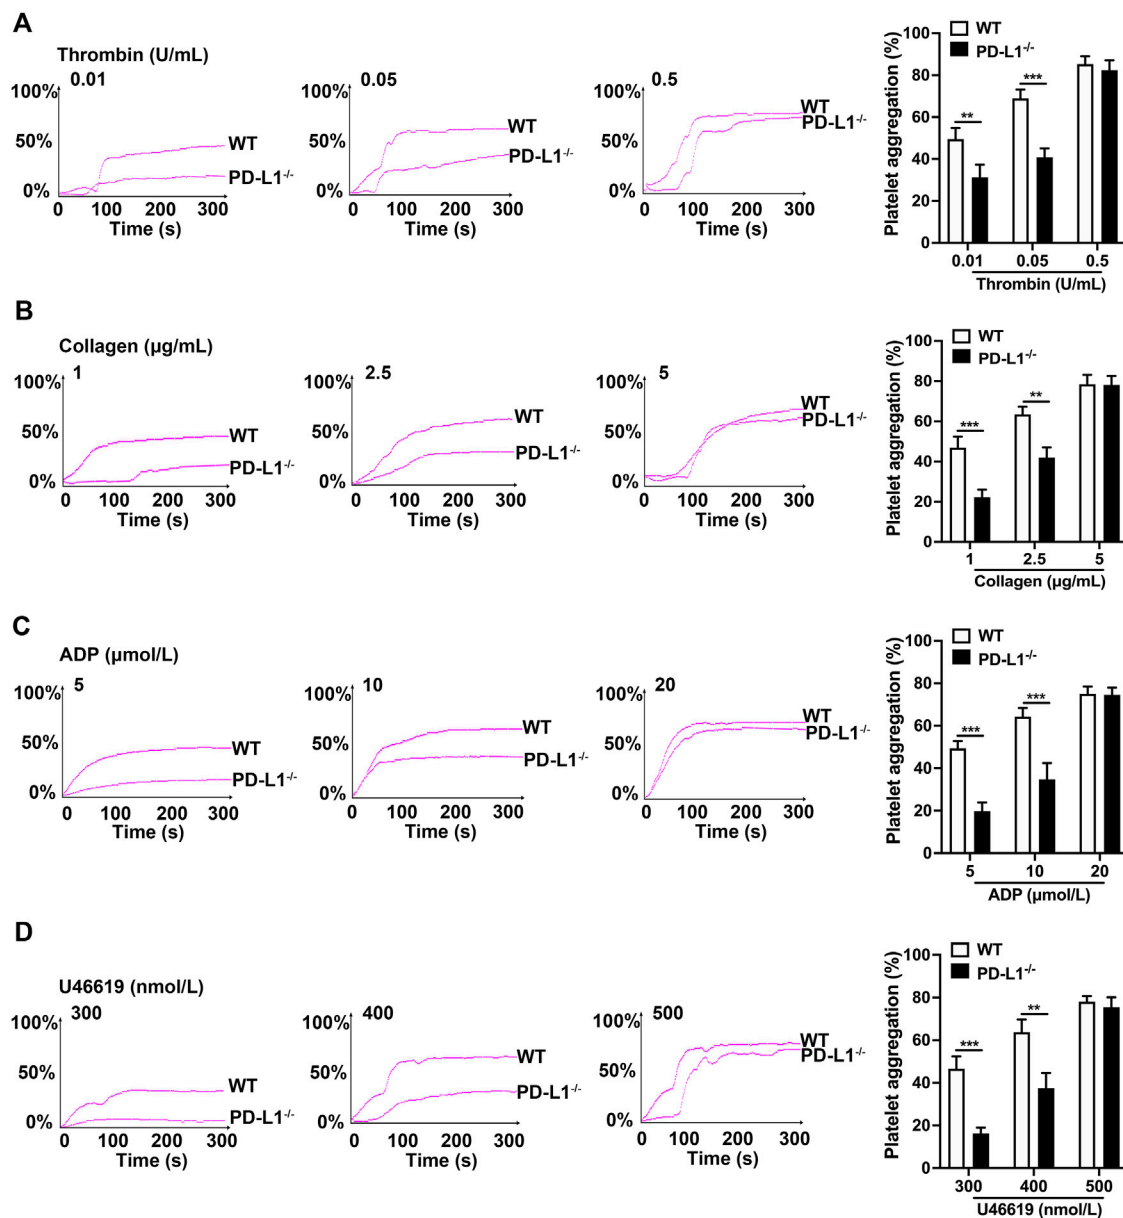 A
Thrombin (U/mL)
0.01
100%
50%
0%
WT
PD-L1-/-
0 100 200 300
Time (s)
0.05
100%
50%
0%
WT
PD-L1-/-
0 100 200 300
Time (s)
0.5
100%
50%
0%
WT
PD-L1-/-
0 100 200 300
Time (s)
Platelet aggregation (%)
100
80
60
40
20
0
WT
PD-L1-/-
**
***
0.01 0.05 0.5
Thrombin (U/mL)
B
Collagen (µg/mL)
1
100%
50%
0%
WT
PD-L1-/-
0 100 200 300
Time (s)
2.5
100%
50%
0%
WT
PD-L1-/-
0 100 200 300
Time (s)
5
100%
50%
0%
WT
PD-L1-/-
0 100 200 300
Time (s)
Platelet aggregation (%)
100
80
60
40
20
0
WT
PD-L1-/-
***
**
1 2.5 5
Collagen (µg/mL)
C
ADP (µmol/L)
5
100%
50%
0%
WT
PD-L1-/-
0 100 200 300
Time (s)
10
100%
50%
0%
WT
PD-L1-/-
0 100 200 300
Time (s)
20
100%
50%
0%
WT
PD-L1-/-
0 100 200 300
Time (s)
Platelet aggregation (%)
100
80
60
40
20
0
WT
PD-L1-/-
***
***
5 10 20
ADP (µmol/L)
D
U46619 (nmol/L)
300
100%
50%
0%
WT
PD-L1-/-
0 100 200 300
Time (s)
400
100%
50%
0%
WT
PD-L1-/-
0 100 200 300
Time (s)
500
100%
50%
0%
WT
PD-L1-/-
0 100 200 300
Time (s)
Platelet aggregation (%)
100
80
60
40
20
0
WT
PD-L1-/-
***
**
300 400 500
U46619 (nmol/L)